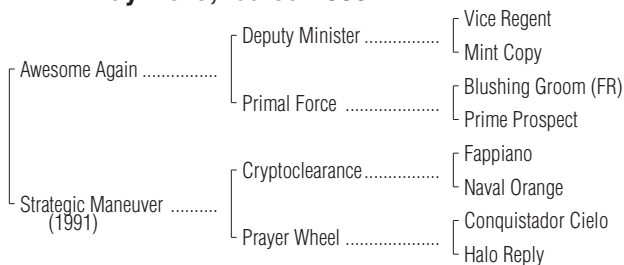 Deputy Minister
Vice Regent
Mint Copy
Awesome Again
Primal Force
Blushing Groom (FR)
Prime Prospect
Cryptoclearance
Fappiano
Naval Orange
Strategic Maneuver
(1991)
Prayer Wheel
Conquistador Cielo
Halo Reply